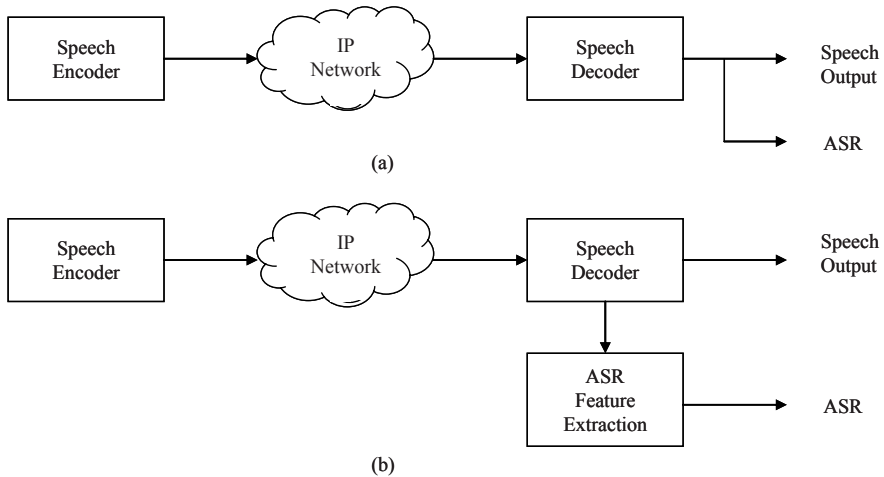 Speech
Encoder
IP
Network
Speech
Decoder
Speech
Output
ASR
(a)
Speech
Encoder
IP
Network
Speech
Decoder
Speech
Output
ASR
Feature
Extraction
ASR
(b)